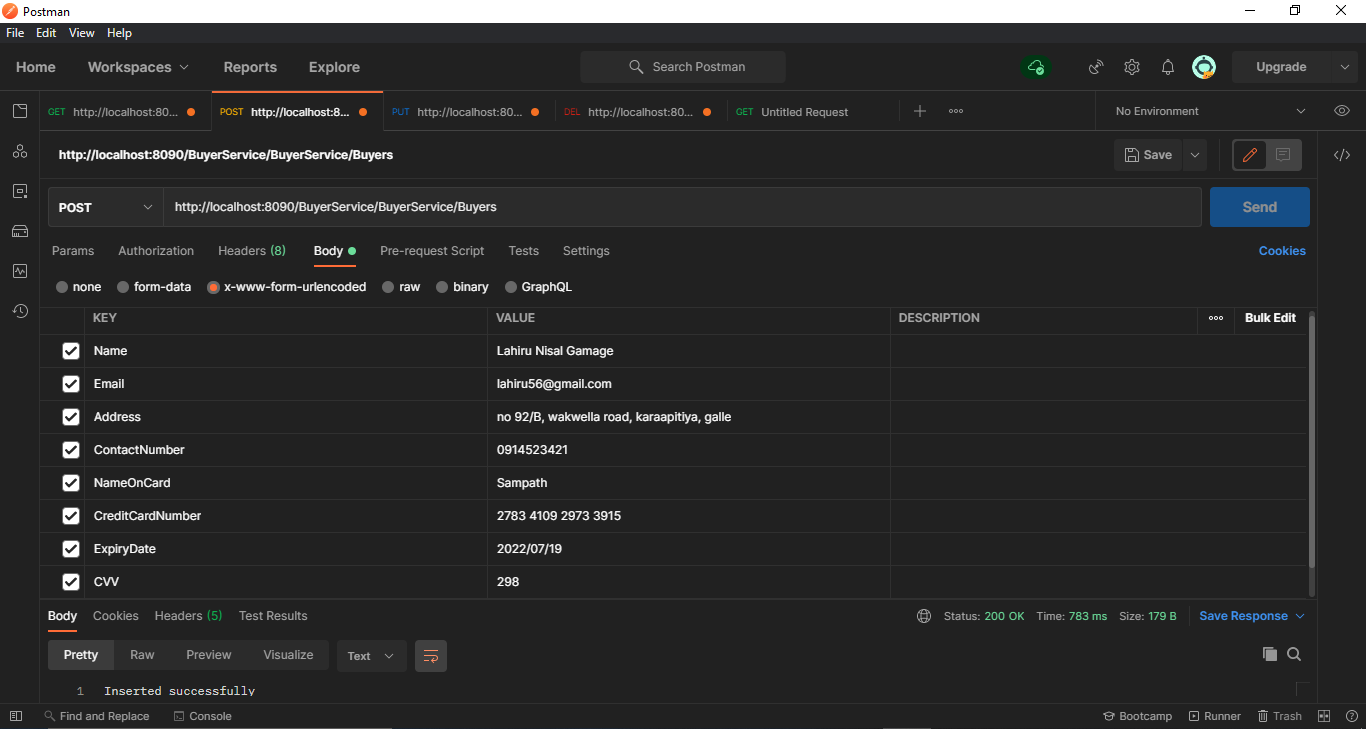 Postman
File Edit View Help
Home Workspaces Reports Explore Search Postman Upgrade
GET http://localhost:80... POST http://localhost:8... PUT http://localhost:80... DEL http://localhost:80... GET Untitled Request No Environment
http://localhost:8090/BuyerService/BuyerService/Buyers Save
POST http://localhost:8090/BuyerService/BuyerService/Buyers Send
Params Authorization Headers (8) Body Pre-request Script Tests Settings Cookies
none form-data x-www-form-urlencoded raw binary GraphQL
KEY VALUE DESCRIPTION Bulk Edit
Name Lahiru Nisal Gamage
Email lahiru56@gmail.com
Address no 92/B, wakwella road, karaapitiya, galle
ContactNumber 0914523421
NameOnCard Sampath
CreditCardNumber 2783 4109 2973 3915
ExpiryDate 2022/07/19
CVV 298
Body Cookies Headers (5) Test Results Status: 200 OK Time: 783 ms Size: 179 B Save Response
Pretty Raw Preview Visualize Text
1 Inserted successfully
Find and Replace Console Bootcamp Runner Trash